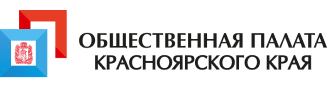 ОБЩЕСТВЕННАЯ ПАЛАТА
КРАСНОЯРСКОГО КРАЯ